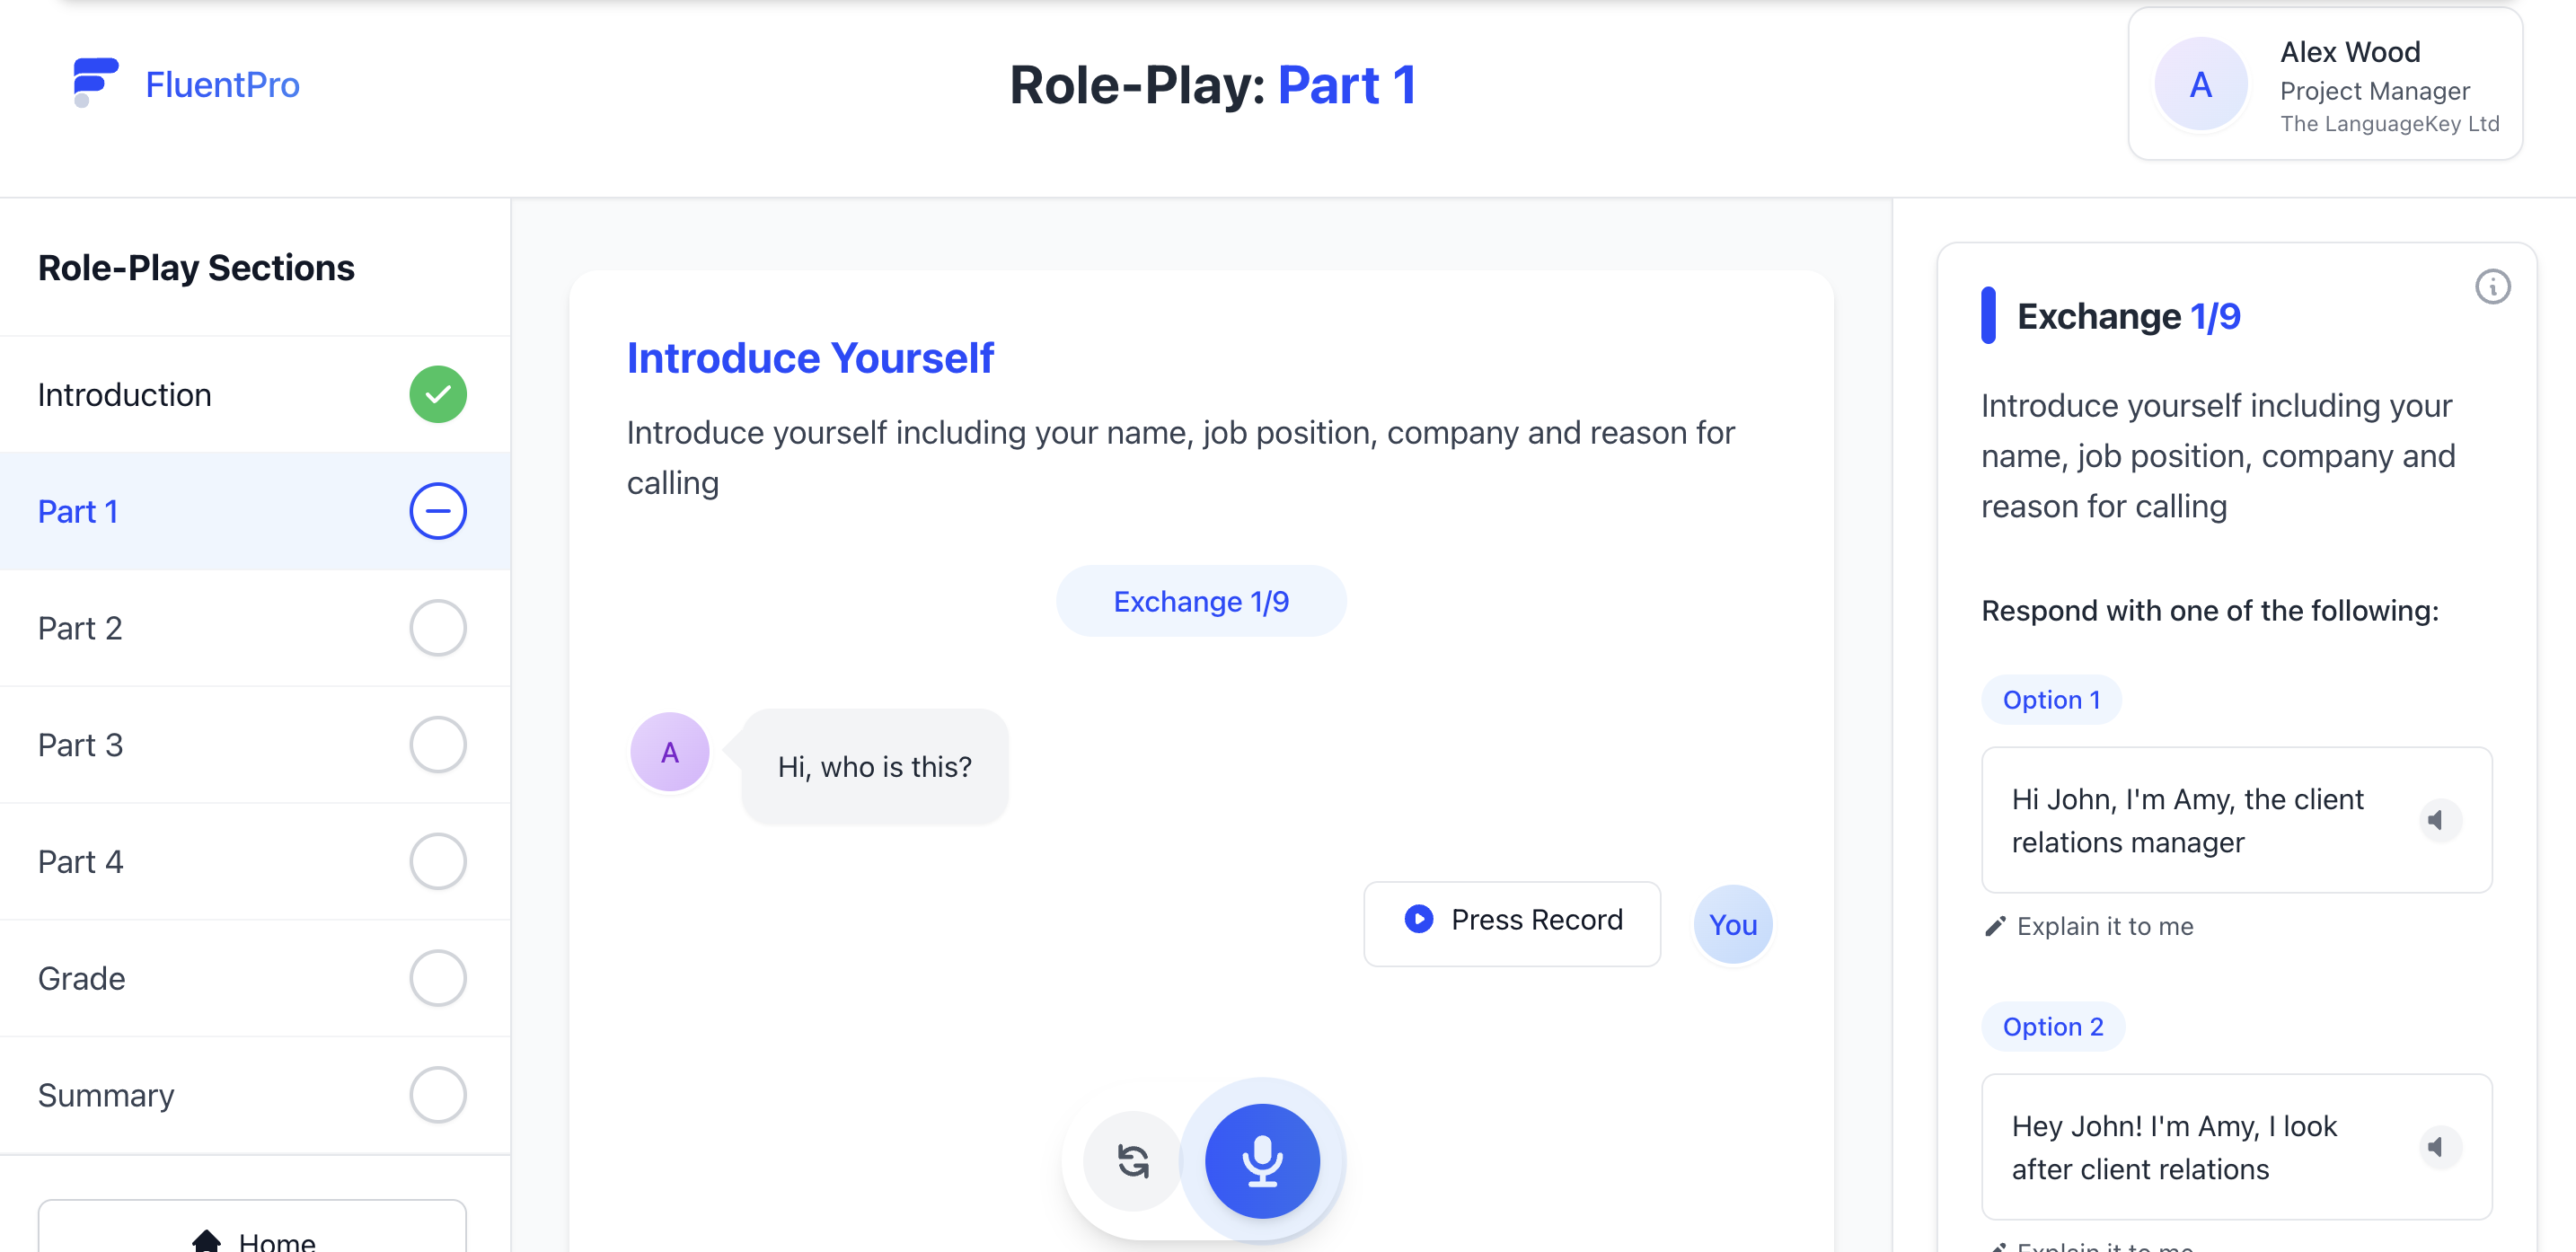 FluentPro
Role-Play: Part 1
A
Alex Wood
Project Manager
The LanguageKey Ltd
Role-Play Sections
Introduction
Part 1
Part 2
Part 3
Part 4
Grade
Summary
Home
Introduce Yourself
Introduce yourself including your name, job position, company and reason for
calling
Exchange 1/9
A
Hi, who is this?
Press Record
You
Exchange 1/9
Introduce yourself including your
name, job position, company and
reason for calling
Respond with one of the following:
Option 1
Hi John, I'm Amy, the client
relations manager
Explain it to me
Option 2
Hey John! I'm Amy, I look
after client relations
Explain it to me